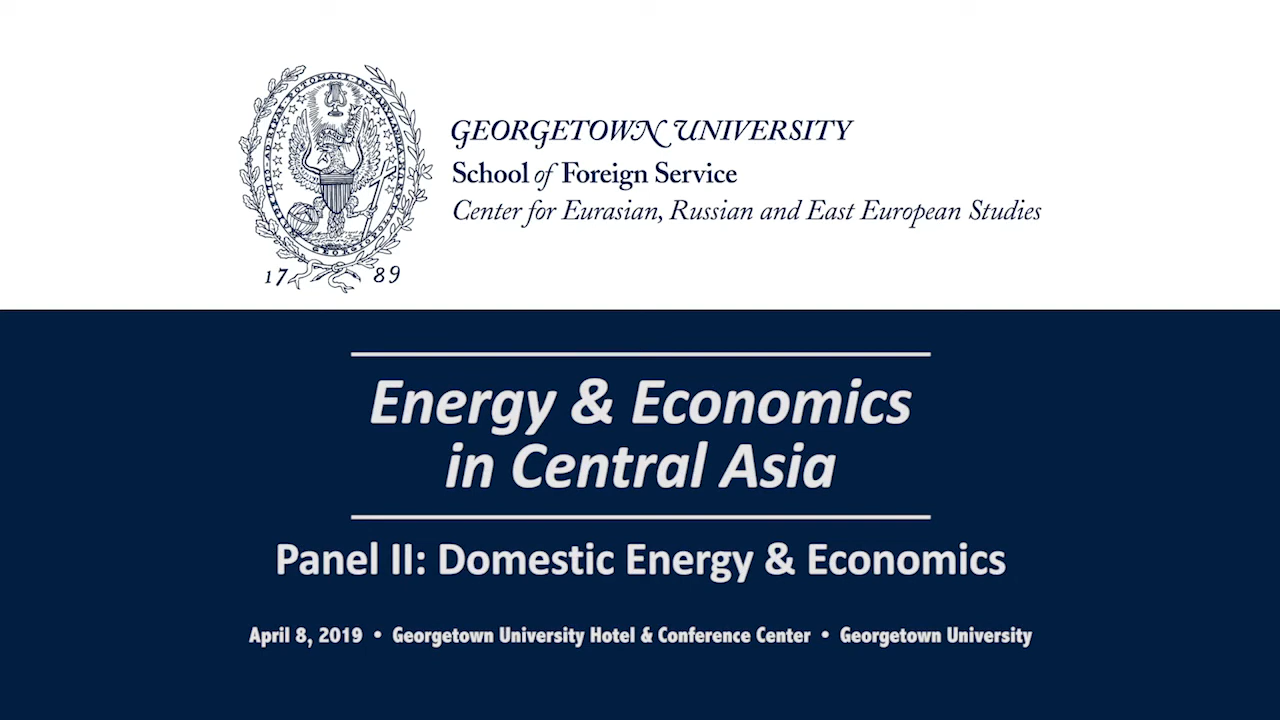 GEORGETOWN UNIVERSITY
School of Foreign Service
Center for Eurasian, Russian and East European Studies
17 89
Energy & Economics
in Central Asia
Panel II: Domestic Energy & Economics
April 8, 2019 • Georgetown University Hotel & Conference Center • Georgetown University